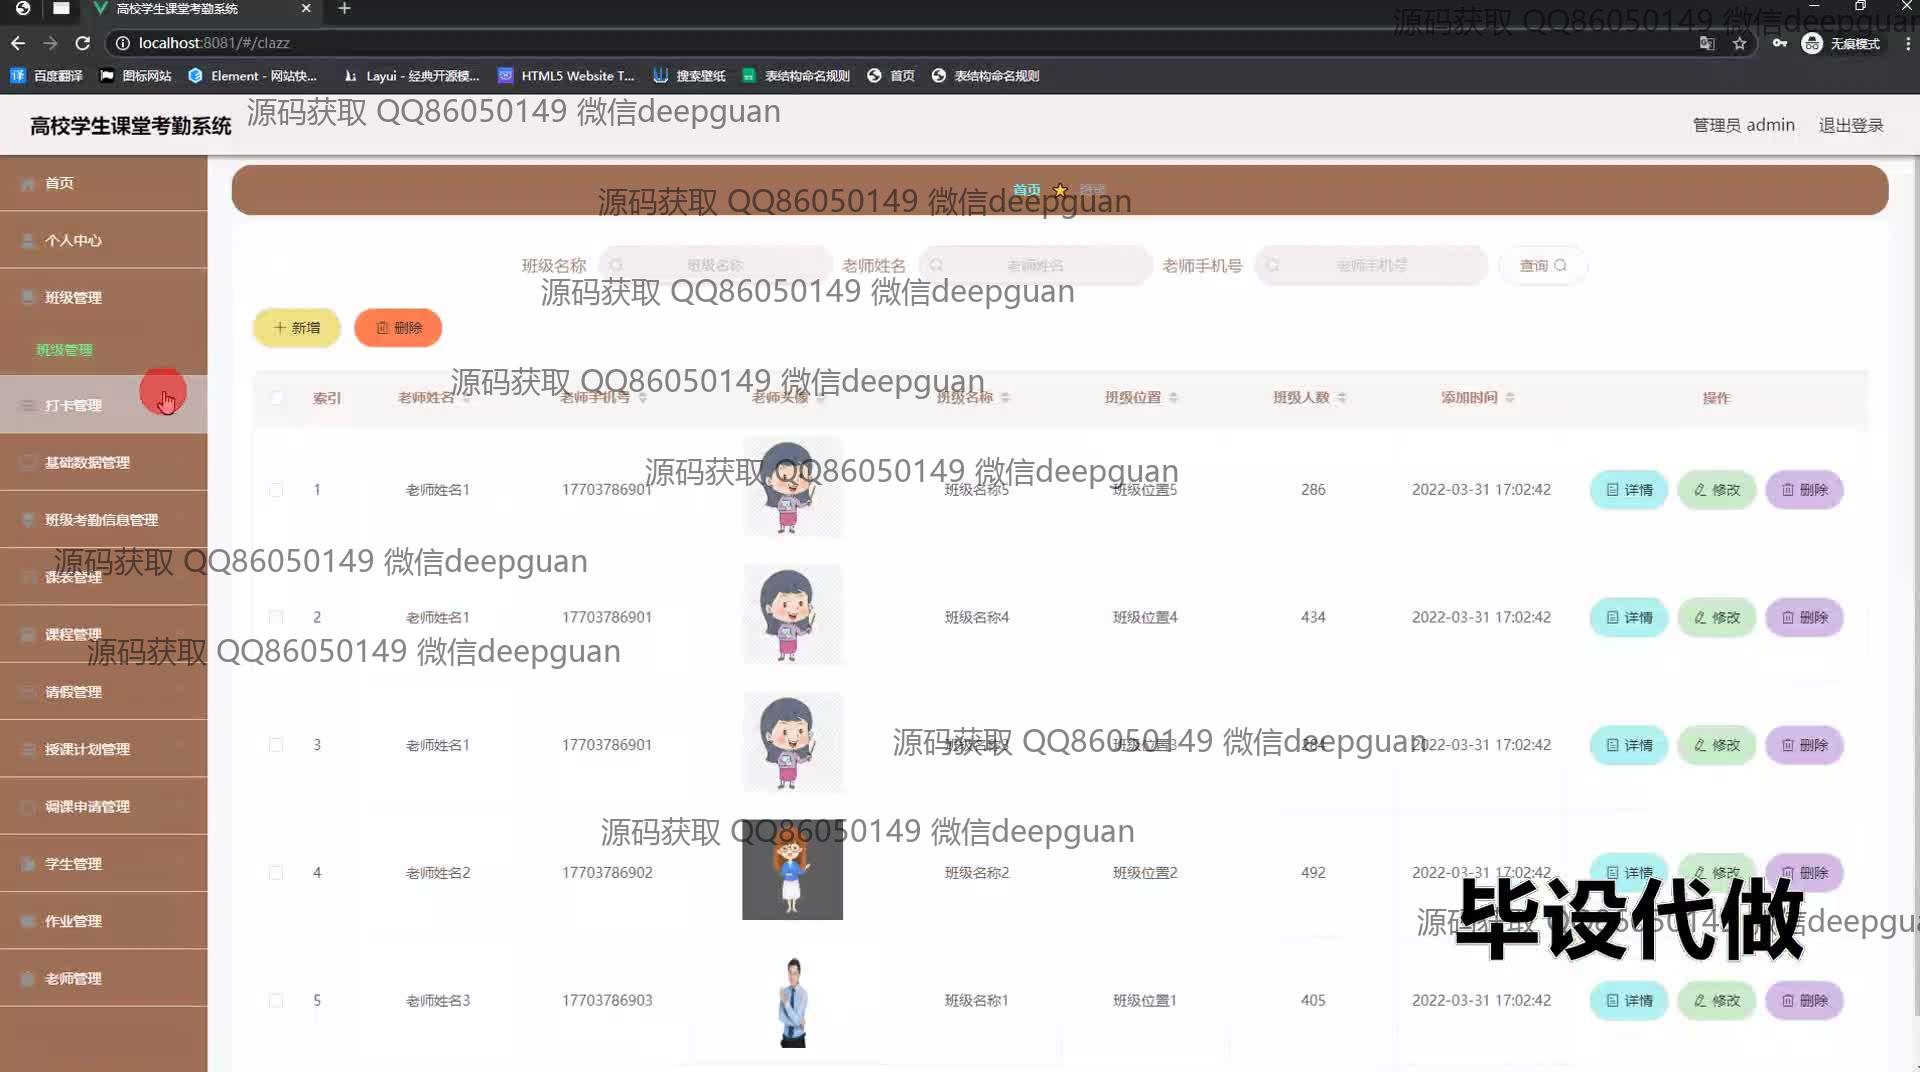 高校学生课堂考勤系统
localhost:8081/#/clazz
无痕模式
百度翻译 图标网站 Element - 网站快... Layui - 经典开源模... HTML5 Website T... 搜索壁纸 表结构命名规则 首页 表结构命名规则
源码获取 QQ86050149 微信deepguan
高校学生课堂考勤系统 源码获取 QQ86050149 微信deepguan 管理员 admin 退出登录
首页
个人中心
班级管理
班级管理
打卡管理
基础数据管理
班级考勤信息管理
课表管理
课程管理
请假管理
授课计划管理
调课申请管理
学生管理
作业管理
老师管理
首页
源码获取 QQ86050149 微信deepguan
班级名称 班级名称 老师姓名 老师姓名 老师手机号 老师手机号 查询
源码获取 QQ86050149 微信deepguan
新增 删除
源码获取 QQ86050149 微信deepguan
索引 老师姓名 老师手机号 老师头像 班级名称 班级位置 班级人数 添加时间 操作
源码获取 QQ86050149 微信deepguan
1 老师姓名1 17703786901 班级名称5 班级位置5 286 2022-03-31 17:02:42 详情 修改 删除
源码获取 QQ86050149 微信deepguan
2 老师姓名1 17703786901 班级名称4 班级位置4 434 2022-03-31 17:02:42 详情 修改 删除
源码获取 QQ86050149 微信deepguan
3 老师姓名1 17703786901 班级名称3 班级位置3 2022-03-31 17:02:42 详情 修改 删除
源码获取 QQ86050149 微信deepguan
源码获取 QQ86050149 微信deepguan
4 老师姓名2 17703786902 班级名称2 班级位置2 492 2022-03-31 17:02:42 详情 修改 删除
毕设代做
5 老师姓名3 17703786903 班级名称1 班级位置1 405 2022-03-31 17:02:42 详情 修改 删除